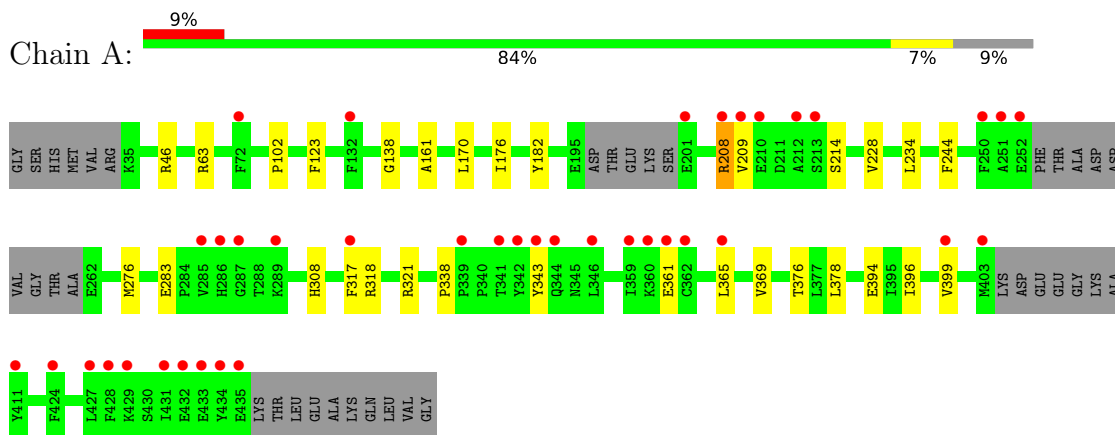 9%
Chain A:
84% 7% 9%
GLY SER HIS MET VAL ARG K35 R46 R63 F72 P102 F123 F132 G138 A161 L170 I176 Y182 E195 ASP THR GLU LYS SER E201 R208 V209 E210 D211 A212 S213 S214 V228 L234 F244 F250 A251 E252 PHE THR ALA ASP ASP
VAL GLY THR ALA E262 M276 E283 P284 V285 H286 G287 T288 K289 H308 F317 R318 R321 P338 P339 P340 T341 Y342 Y343 Q344 N345 L346 I359 K360 E361 C362 L365 V369 T376 L377 L378 E394 I395 I396 V399 M403 LYS ASP GLU GLU GLY LYS ALA
Y411 F424 L427 F428 K429 S430 I431 E432 E433 Y434 E435 LYS THR LEU GLU ALA LYS GLN LEU VAL GLY